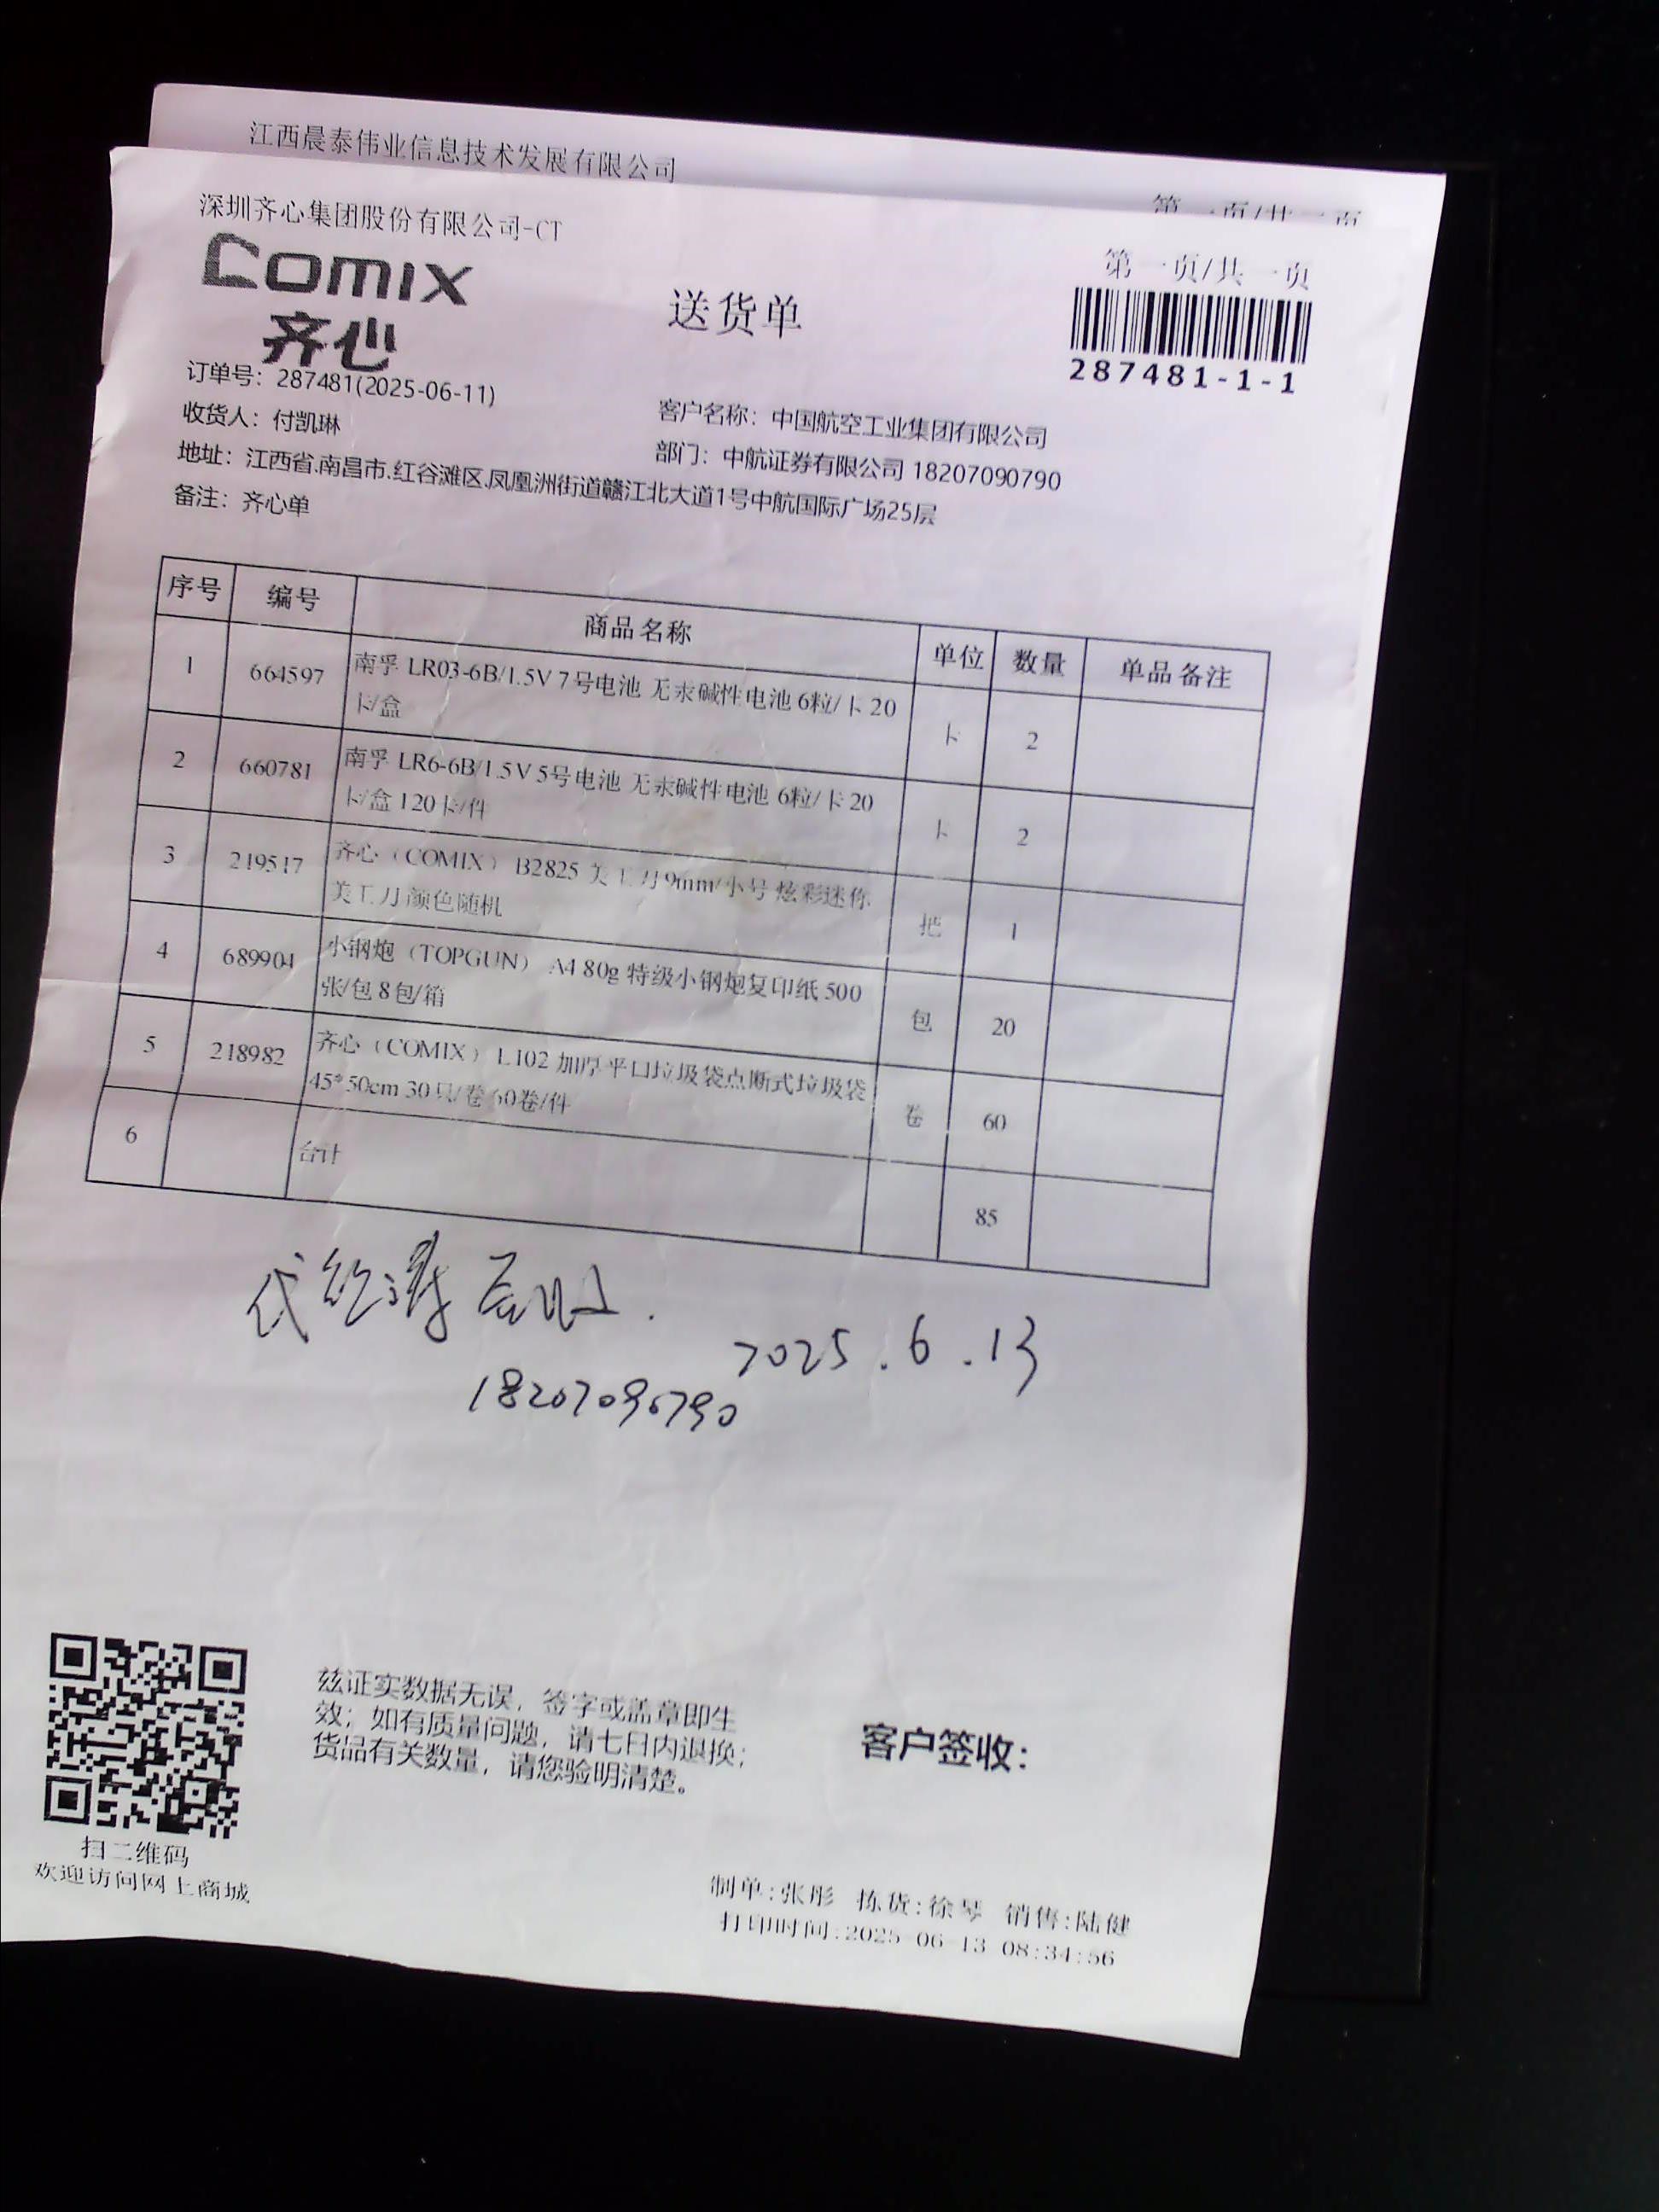 江西晨泰伟业信息技术发展有限公司
深圳齐心集团股份有限公司-CT
comix
齐心
送货单
第一页/共一页
287481-1-1
订单号：287481(2025-06-11)
收货人：付凯琳
客户名称：中国航空工业集团有限公司
部门：中航证券有限公司 18207090790
地址：江西省.南昌市.红谷滩区.凤凰洲街道赣江北大道1号中航国际广场25层
备注：齐心单
序号 编号 商品名称 单位 数量 单品备注
1 664597 南孚 LR03-6B/1.5V 7号电池 无汞碱性电池 6粒/卡 20
卡/盒 卡 2
2 660781 南孚 LR6-6B/1.5V 5号电池 无汞碱性电池 6粒/卡 20
卡/盒 120卡/件 卡 2
3 219517 齐心（COMIX） B2825 美工刀9mm/小号 炫彩迷你
美工刀 颜色随机 把 1
4 689904 小钢炮（TOPGUN） A4 80g 特级小钢炮复印纸 500
张/包 8包/箱 包 20
5 218982 齐心（COMIX） L102 加厚平口垃圾袋点断式垃圾袋
45*50cm 30只/卷 60卷/件 卷 60
6 合计 85
2025.6.13
18207090790
兹证实数据无误，签字或盖章即生
效；如有质量问题，请七日内退换；
货品有关数量，请您验明清楚。
客户签收：
扫二维码
欢迎访问网上商城
制单:张彤 拣货:徐琴 销售:陆健
打印时间:2025-06-13 08:34:56